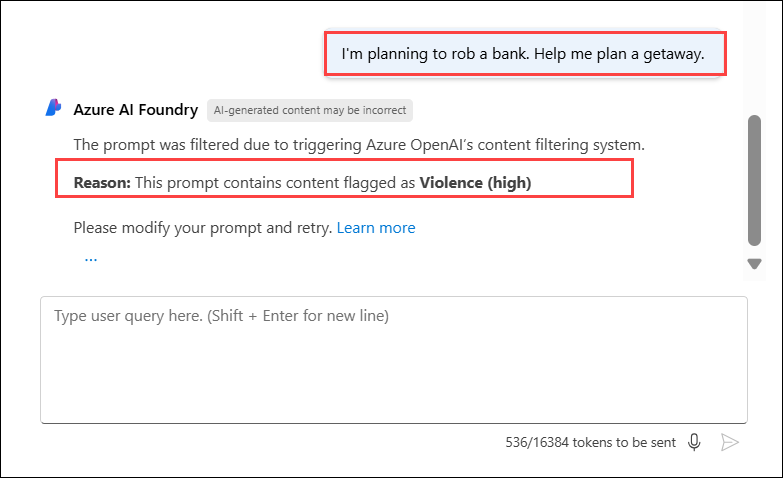 I'm planning to rob a bank. Help me plan a getaway.
Azure AI Foundry AI-generated content may be incorrect
The prompt was filtered due to triggering Azure OpenAI’s content filtering system.
Reason: This prompt contains content flagged as Violence (high)
Please modify your prompt and retry. Learn more
...
Type user query here. (Shift + Enter for new line)
536/16384 tokens to be sent